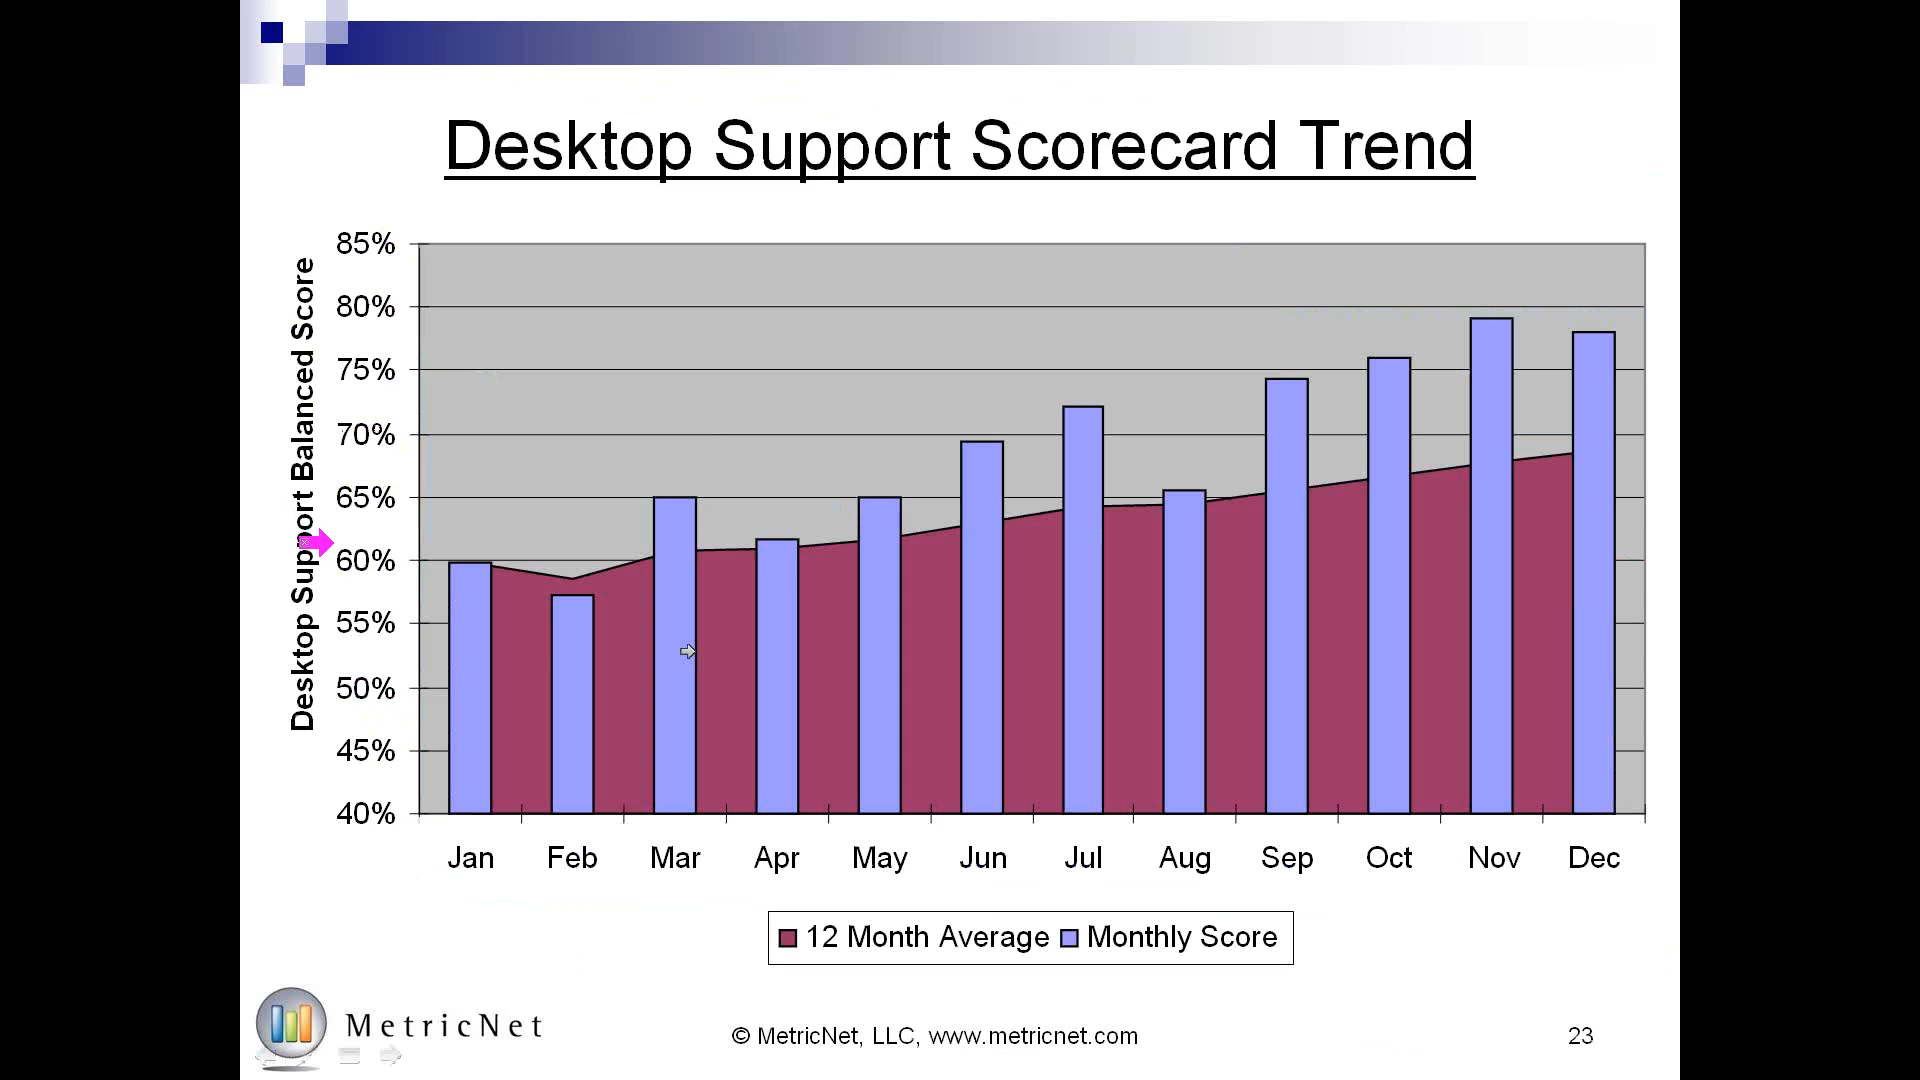 Desktop Support Scorecard Trend
Desktop Support Balanced Score
85%
80%
75%
70%
65%
60%
55%
50%
45%
40%
Jan Feb Mar Apr May Jun Jul Aug Sep Oct Nov Dec
12 Month Average Monthly Score
MetricNet
© MetricNet, LLC, www.metricnet.com
23